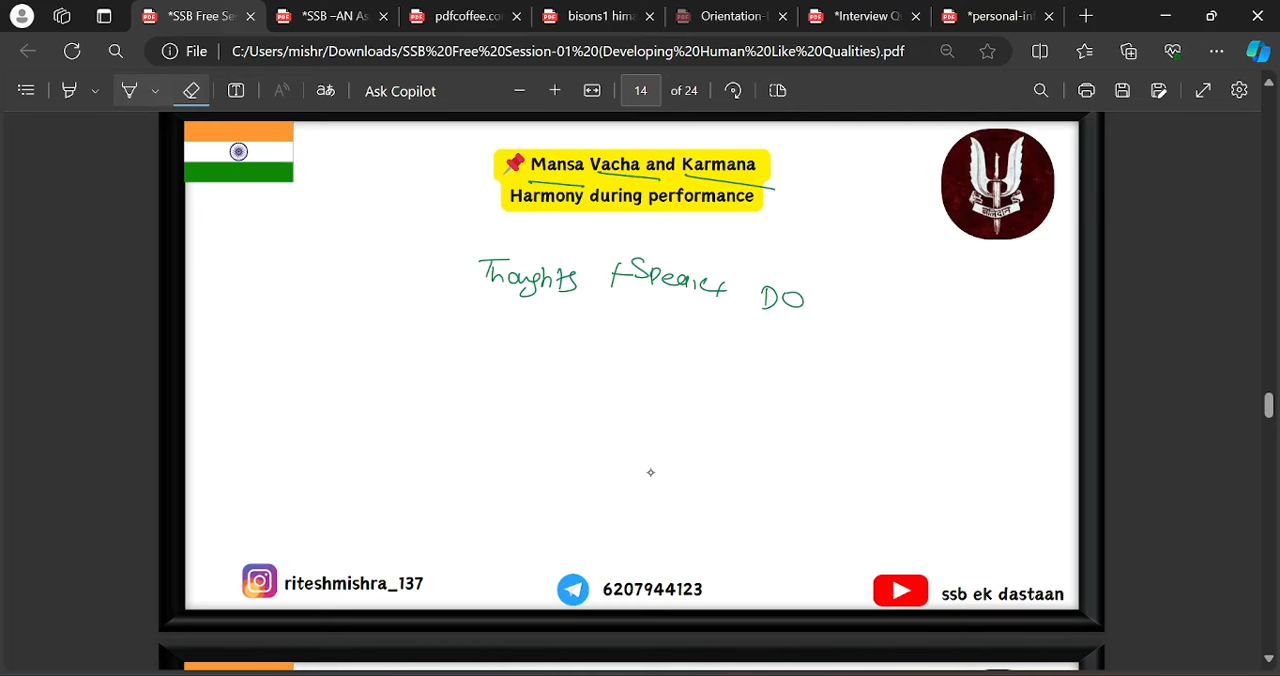 *SSB Free Se
*SSB –AN As
pdfcoffee.co
bisons1 hima
Orientation-
*Interview Q
*personal-in
File
C:/Users/mishr/Downloads/SSB%20Free%20Session-01%20(Developing%20Human%20Like%20Qualities).pdf
Ask Copilot
14 of 24
Mansa Vacha and Karmana
Harmony during performance
बलिदान
Thoughts + DO
riteshmishra_137
6207944123
ssb ek dastaan